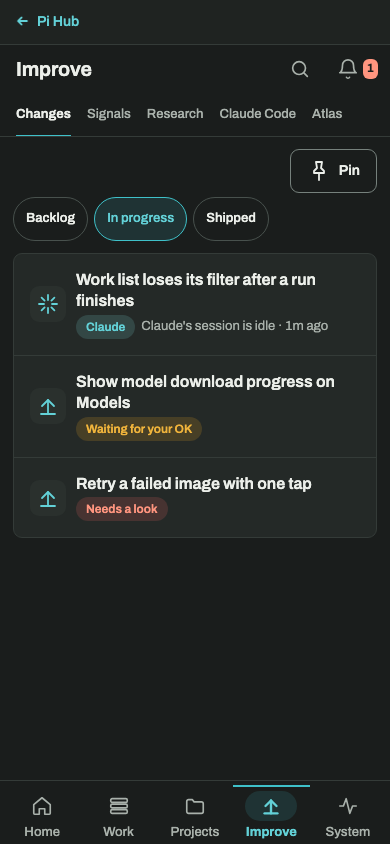 Pi Hub
Improve
1
Changes Signals Research Claude Code Atlas
Pin
Backlog In progress Shipped
Work list loses its filter after a run
finishes
Claude Claude's session is idle · 1m ago
Show model download progress on
Models
Waiting for your OK
Retry a failed image with one tap
Needs a look
Home Work Projects Improve System